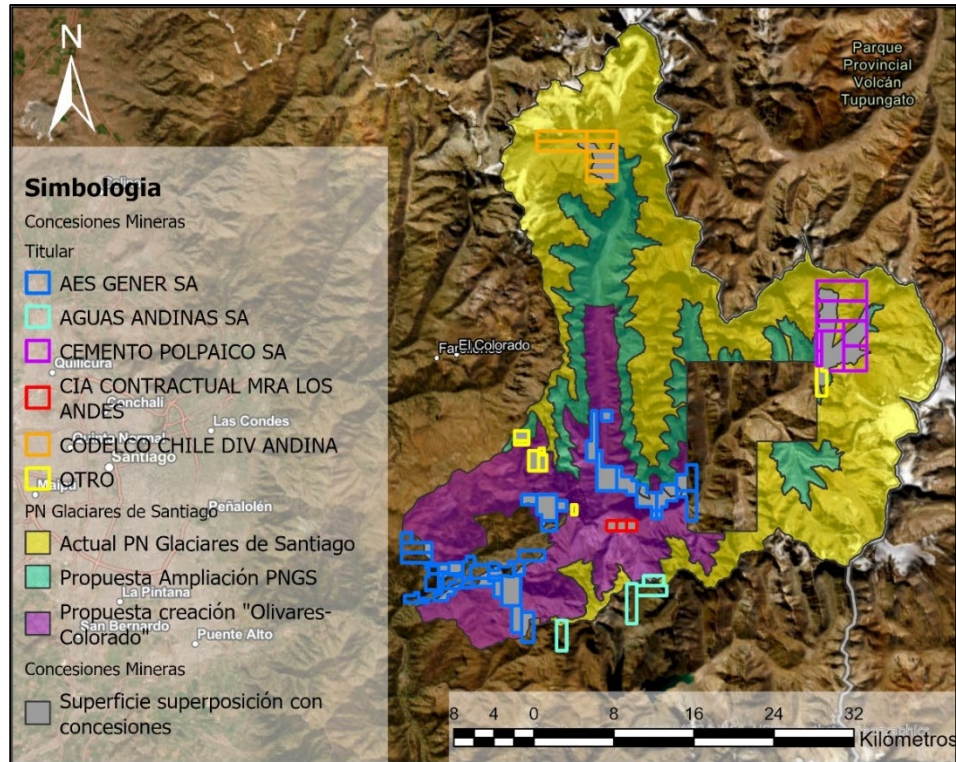 N
Parque
Provincial
Volcán
Tupungato
Simbologia
Colina
Concesiones Mineras
Titular
AES GENER SA
AGUAS ANDINAS SA
CEMENTO POLPAICO SA
Quilicura
El Colorado
CIA CONTRACTUAL MRA LOS
ANDES
Conchalí
Las Condes
CODELCO CHILE DIV ANDINA
Quinta Normal
Santiago
OTRO
Maipú
PN Glaciares de Santiago
Peñalolén
Actual PN Glaciares de Santiago
Propuesta Ampliación PNGS
La Pintana
Propuesta creación "Olivares-
Colorado"
San Bernardo
Puente Alto
Concesiones Mineras
Superficie superposición con
concesiones
8 4 0 8 16 24 32
Kilómetros